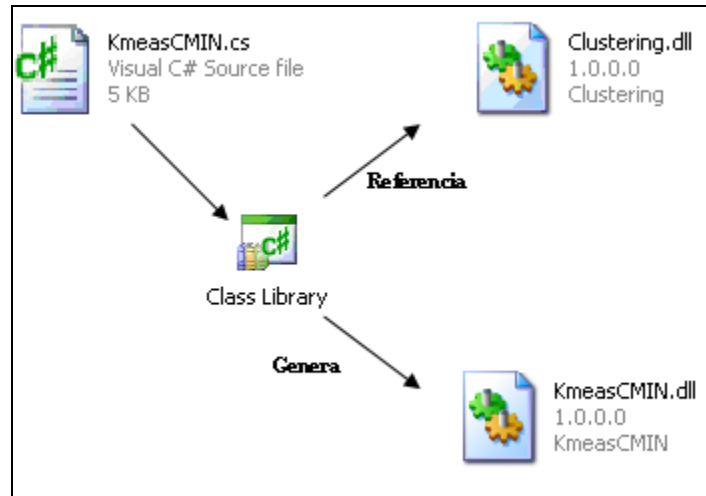 KmeasCMIN.cs
Visual C# Source file
5 KB
Clustering.dll
1.0.0.0
Clustering
Referencia
C#
C#
Class Library
Genera
KmeasCMIN.dll
1.0.0.0
KmeasCMIN